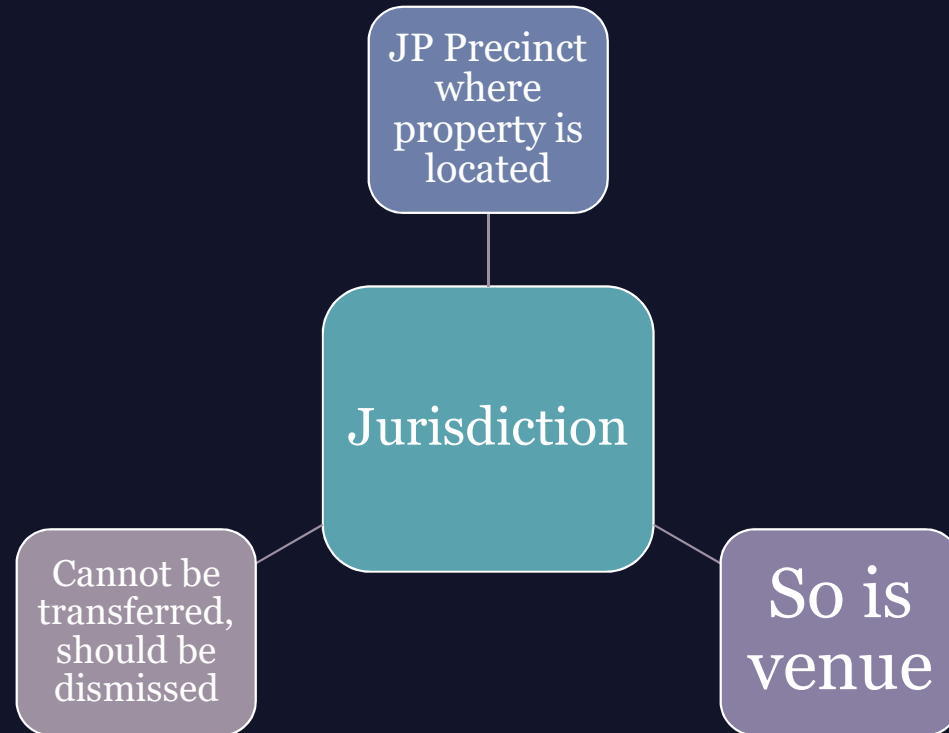 JP Precinct
where
property is
located
Jurisdiction
Cannot be
transferred,
should be
dismissed
So is
venue